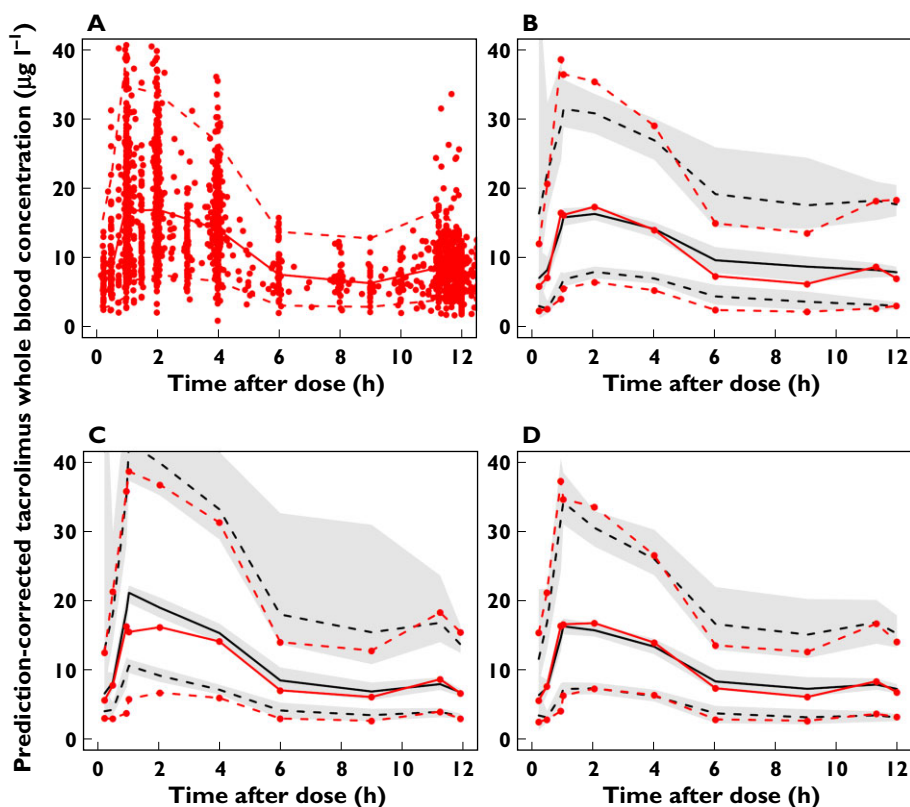 Prediction-corrected tacrolimus whole blood concentration (µg l⁻¹)
A
40
30
20
10
0
0 2 4 6 8 10 12
Time after dose (h)
B
40
30
20
10
0
0 2 4 6 8 10 12
Time after dose (h)
C
40
30
20
10
0
0 2 4 6 8 10 12
Time after dose (h)
D
40
30
20
10
0
0 2 4 6 8 10 12
Time after dose (h)